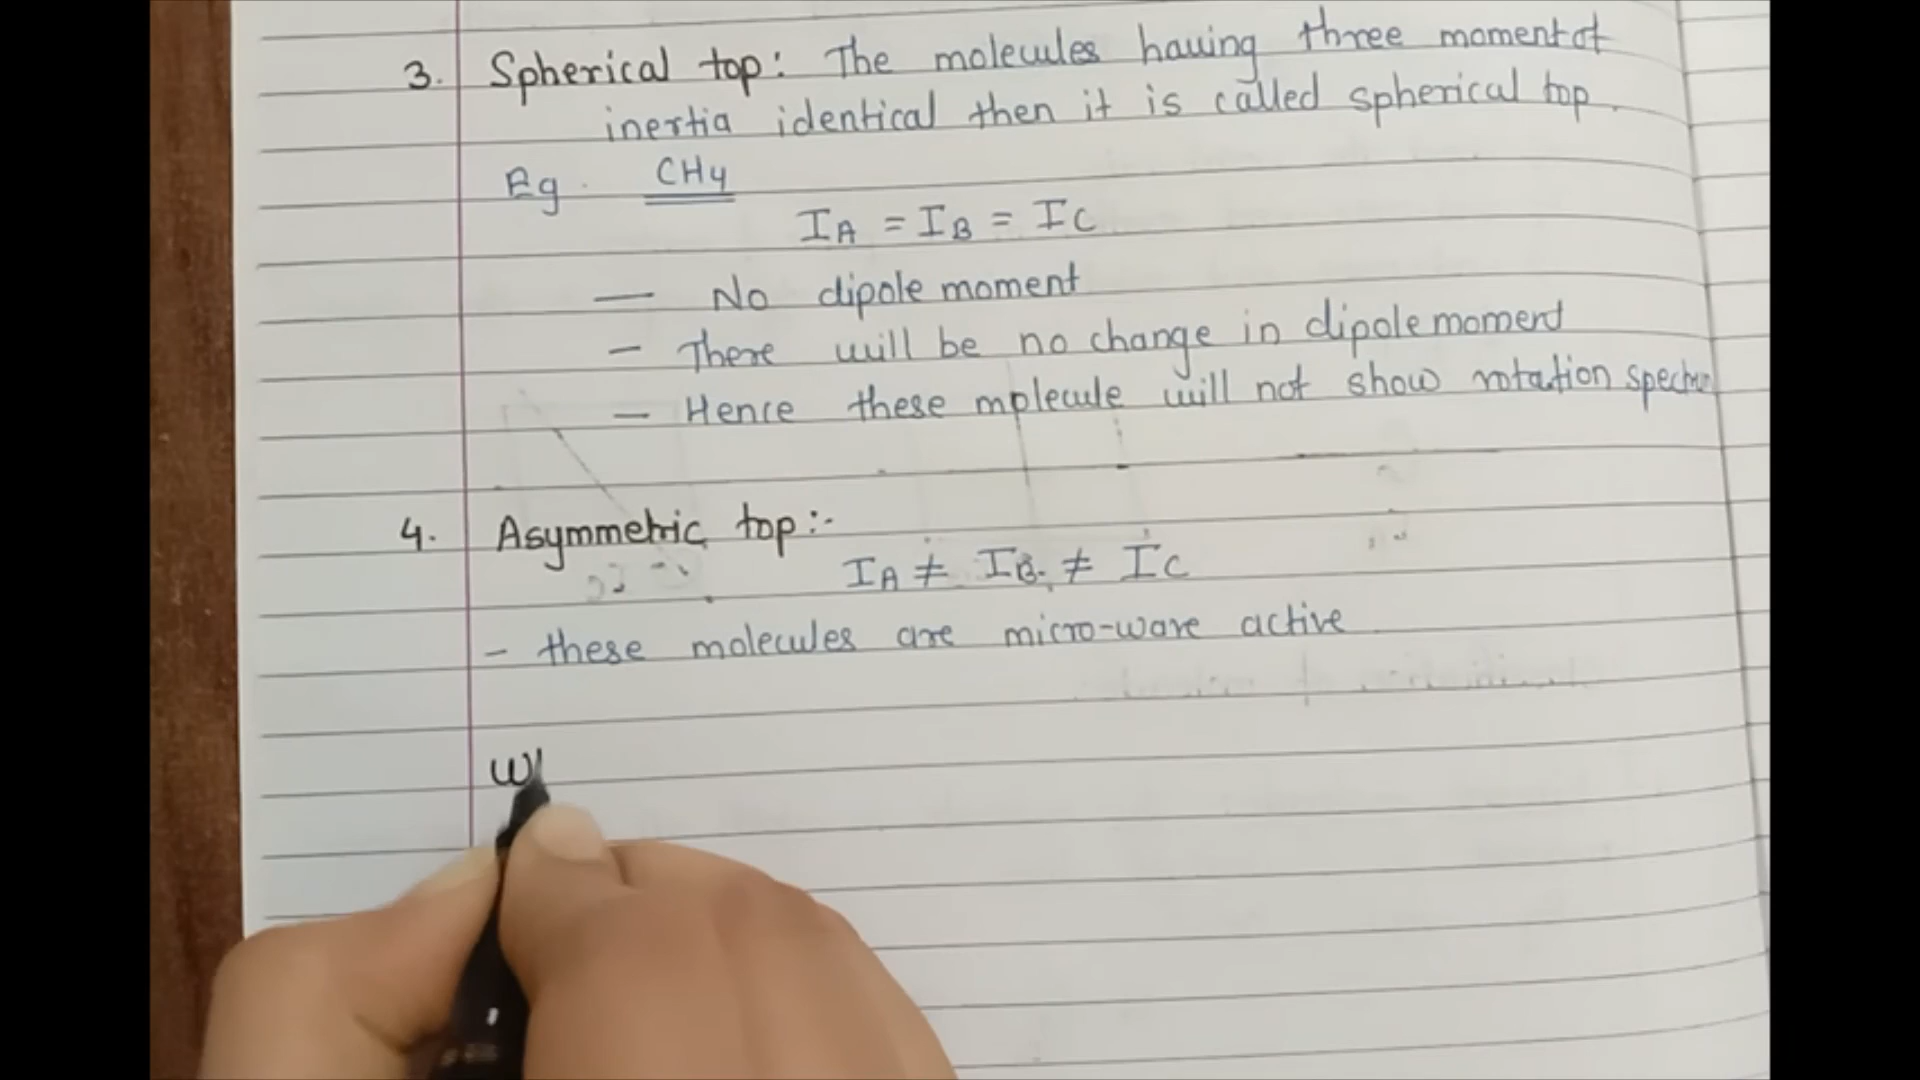 3. Spherical top: The molecules having three moment of
inertia identical then it is called spherical top.
Eg. CH4
IA = IB = IC
— No dipole moment
- There will be no change in dipole moment
- Hence these molecule will not show rotation
4. Asymmetric top:-
IA ≠ IB ≠ IC
- these molecules are micro-wave active